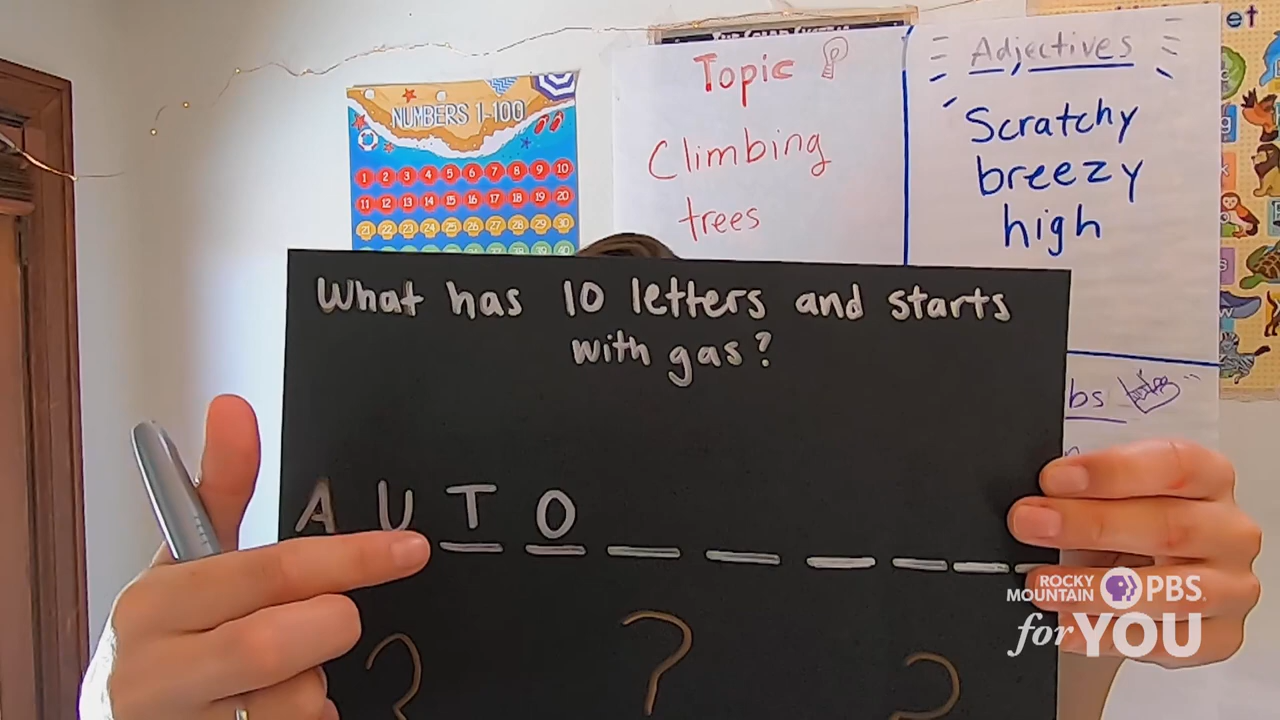 Topic
Climbing
trees
Adjectives
Scratchy
breezy
high
NUMBERS 1-100
1 2 3 4 5 6 7 8 9 10
11 12 13 14 15 16 17 18 19 20
21 22 23 24 25 26 27 28 29 30
What has 10 letters and starts
with gas?
A U T O
? ? ?
ROCKY
MOUNTAIN PBS
for YOU